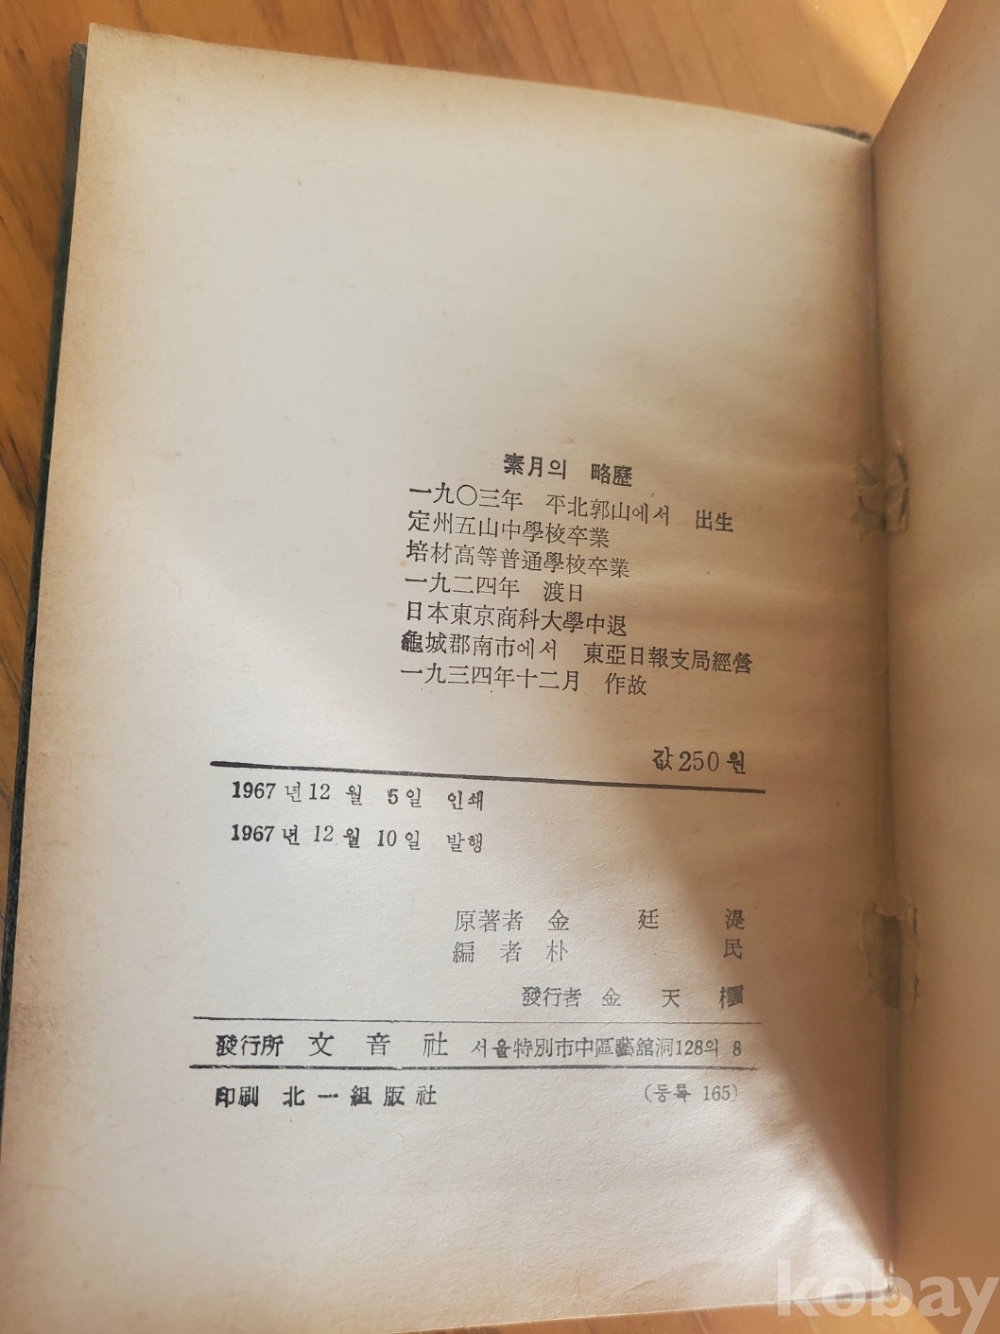 素月의 略歷
一九〇三年 平北郭山에서 出生
定州五山中學校卒業
培材高等普通學校卒業
一九二四年 渡日
日本東京商科大學中退
龜城郡南市에서 東亞日報支局經營
一九三四年十二月 作故
값 250 원
1967 년 12 월 5 일 인쇄
1967 년 12 월 10 일 발행
原著者 金 廷 湜
編 者 朴 民
發行者 金 天
發行所 文 音 社 서울特別市中區藝舘洞128의 8
印刷 北一組版社 (등록 165)
kobay